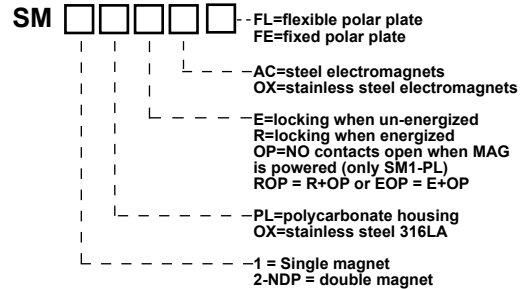 SM
FL=flexible polar plate
FE=fixed polar plate
AC=steel electromagnets
OX=stainless steel electromagnets
E=locking when un-energized
R=locking when energized
OP=NO contacts open when MAG
is powered (only SM1-PL)
ROP = R+OP or EOP = E+OP
PL=polycarbonate housing
OX=stainless steel 316LA
1 = Single magnet
2-NDP = double magnet